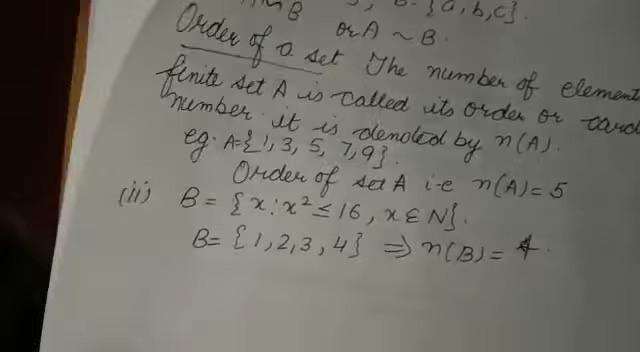 B = {a, b, c}.
or A ~ B.
Order of a set The number of element
finite set A is called its order or card
number. it is denoted by n(A).
eg. A={1, 3, 5, 7, 9}.
Order of set A i.e n(A) = 5
(ii) B = {x : x² ≤ 16, x ∈ N}.
B = {1, 2, 3, 4} ⇒ n(B) = 4.